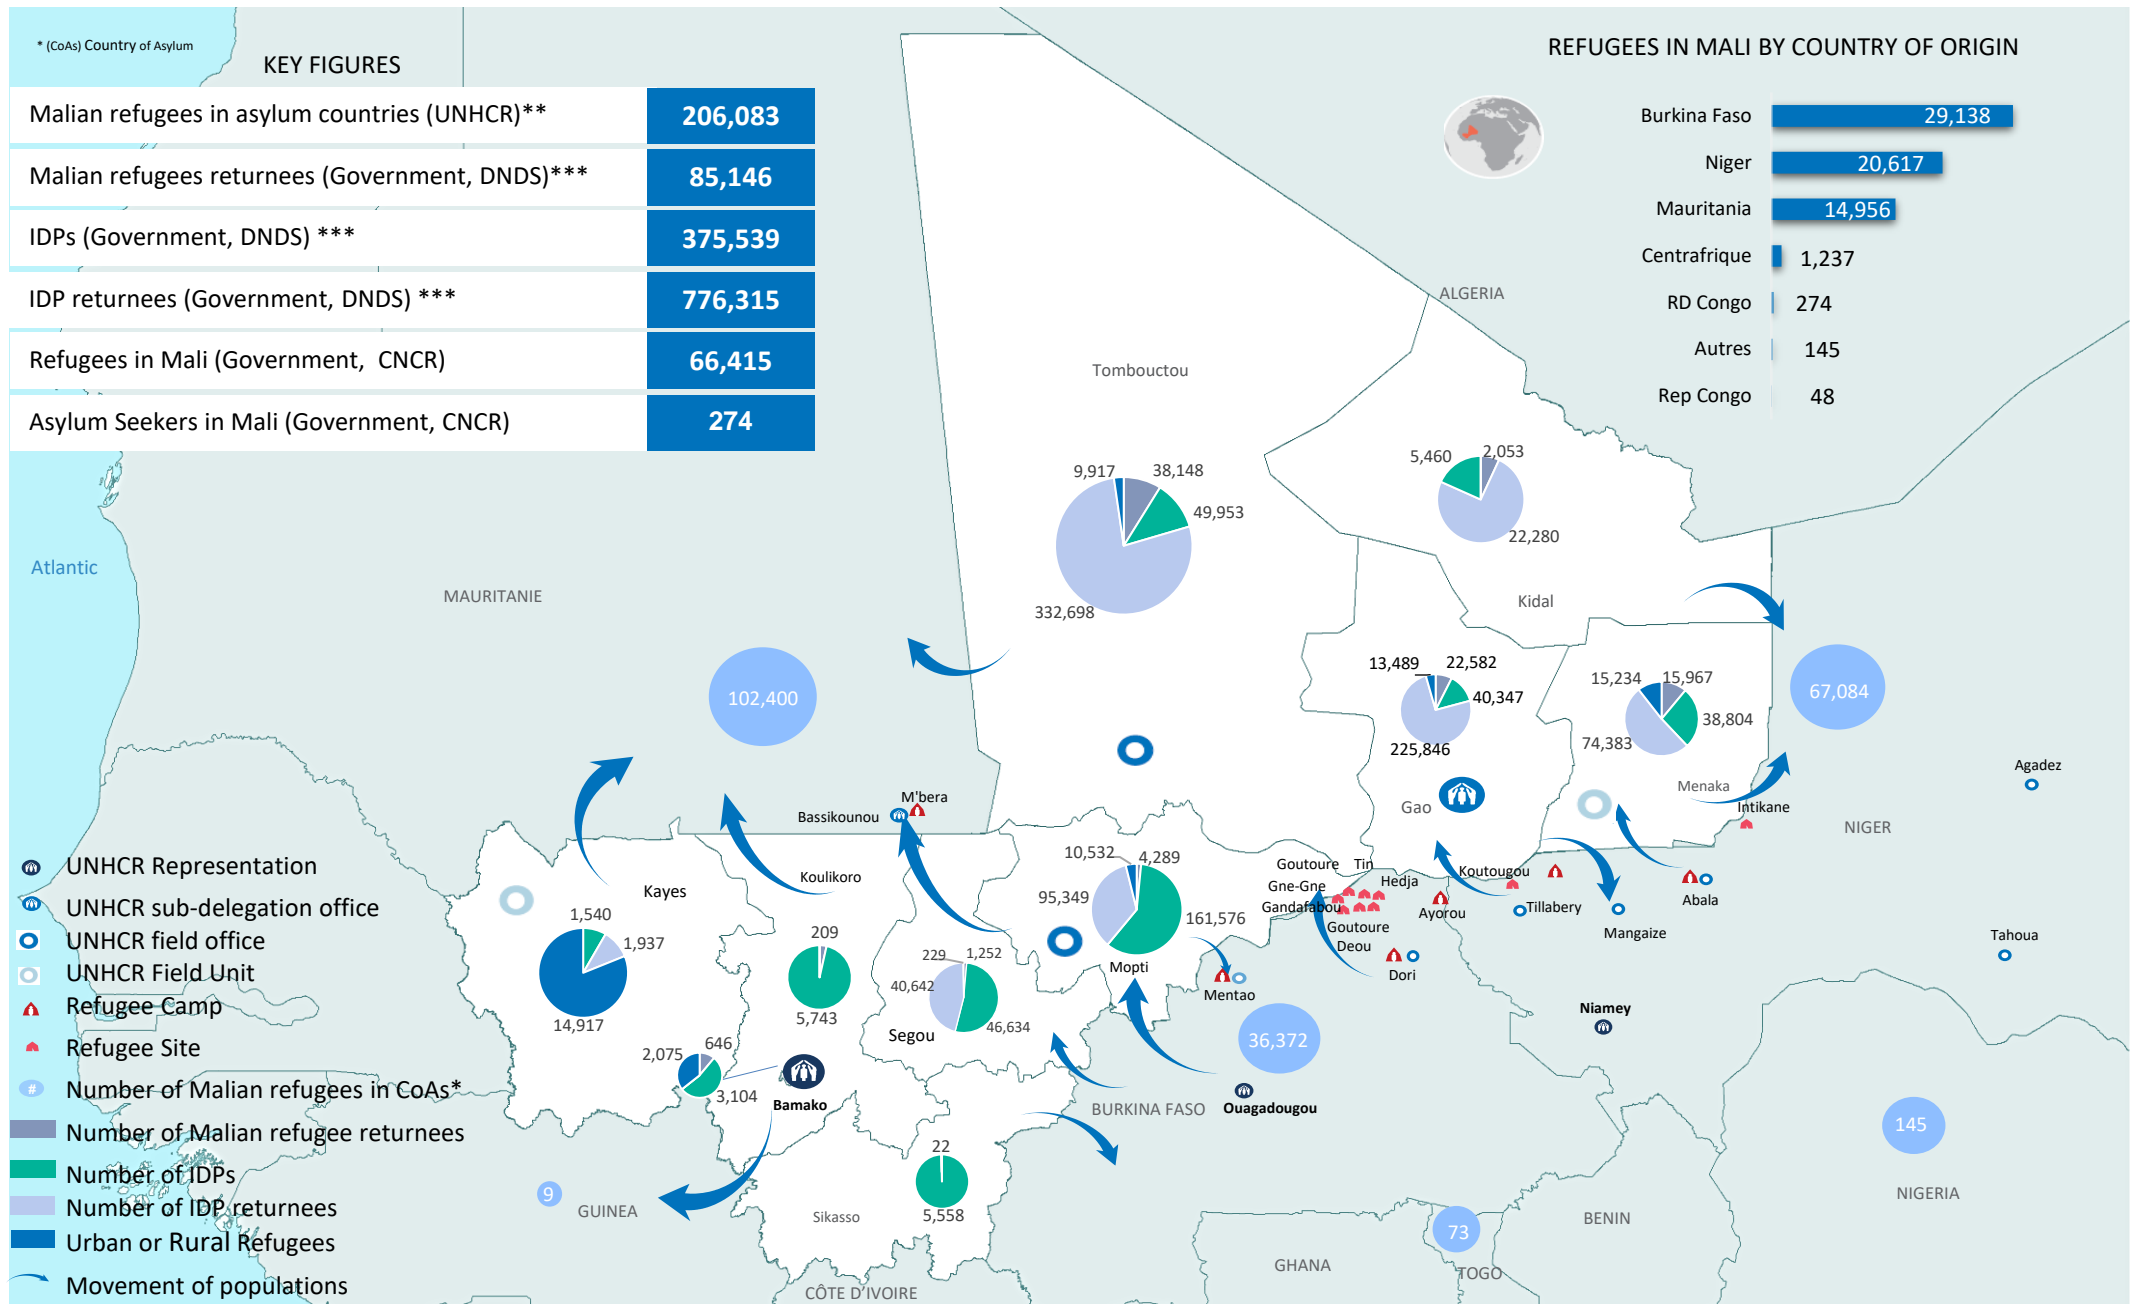 * (CoAs) Country of Asylum
KEY FIGURES
Malian refugees in asylum countries (UNHCR)** 206,083
Malian refugees returnees (Government, DNDS)*** 85,146
IDPs (Government, DNDS) *** 375,539
IDP returnees (Government, DNDS) *** 776,315
Refugees in Mali (Government, CNCR) 66,415
Asylum Seekers in Mali (Government, CNCR) 274
REFUGEES IN MALI BY COUNTRY OF ORIGIN
Burkina Faso 29,138
Niger 20,617
Mauritania 14,956
Centrafrique 1,237
RD Congo 274
Autres 145
Rep Congo 48
ALGERIA
Tombouctou
9,917
38,148
49,953
332,698
5,460
2,053
22,280
Kidal
Atlantic
MAURITANIE
102,400
13,489
22,582
40,347
225,846
Gao
15,234
15,967
38,804
74,383
Menaka
67,084
Agadez
Intikane
NIGER
M'bera
Bassikounou
Kayes
1,540
1,937
14,917
Koulikoro
209
5,743
10,532
4,289
95,349
161,576
Mopti
229
1,252
40,642
46,634
Segou
Goutoure
Tin
Gne-Gne
Hedja
Gandafabou
Goutoure
Deou
Ayorou
Koutougou
Tillabery
Mangaize
Abala
Tahoua
Dori
Mentao
36,372
Niamey
2,075
646
3,104
Bamako
BURKINA FASO
Ouagadougou
22
5,558
Sikasso
9
GUINEA
145
NIGERIA
BENIN
73
TOGO
GHANA
CÔTE D'IVOIRE
UNHCR Representation
UNHCR sub-delegation office
UNHCR field office
UNHCR Field Unit
Refugee Camp
Refugee Site
# Number of Malian refugees in CoAs*
Number of Malian refugee returnees
Number of IDPs
Number of IDP returnees
Urban or Rural Refugees
Movement of populations